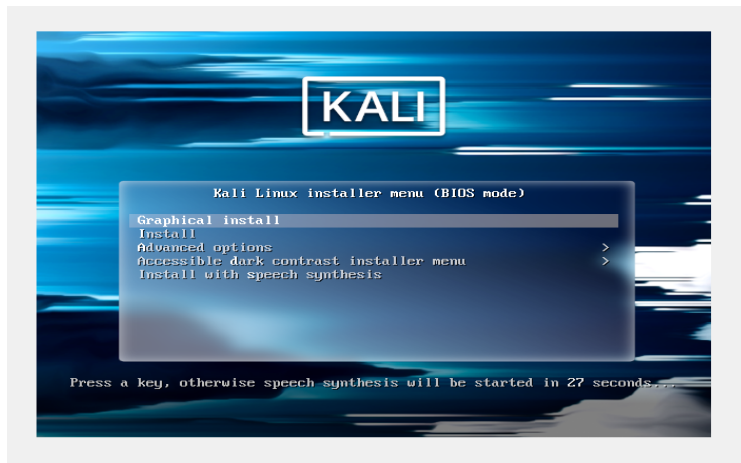 KALI
Kali Linux installer menu (BIOS mode)
Graphical install
Install
Advanced options >
Accessible dark contrast installer menu >
Install with speech synthesis
Press a key, otherwise speech synthesis will be started in 27 seconds...